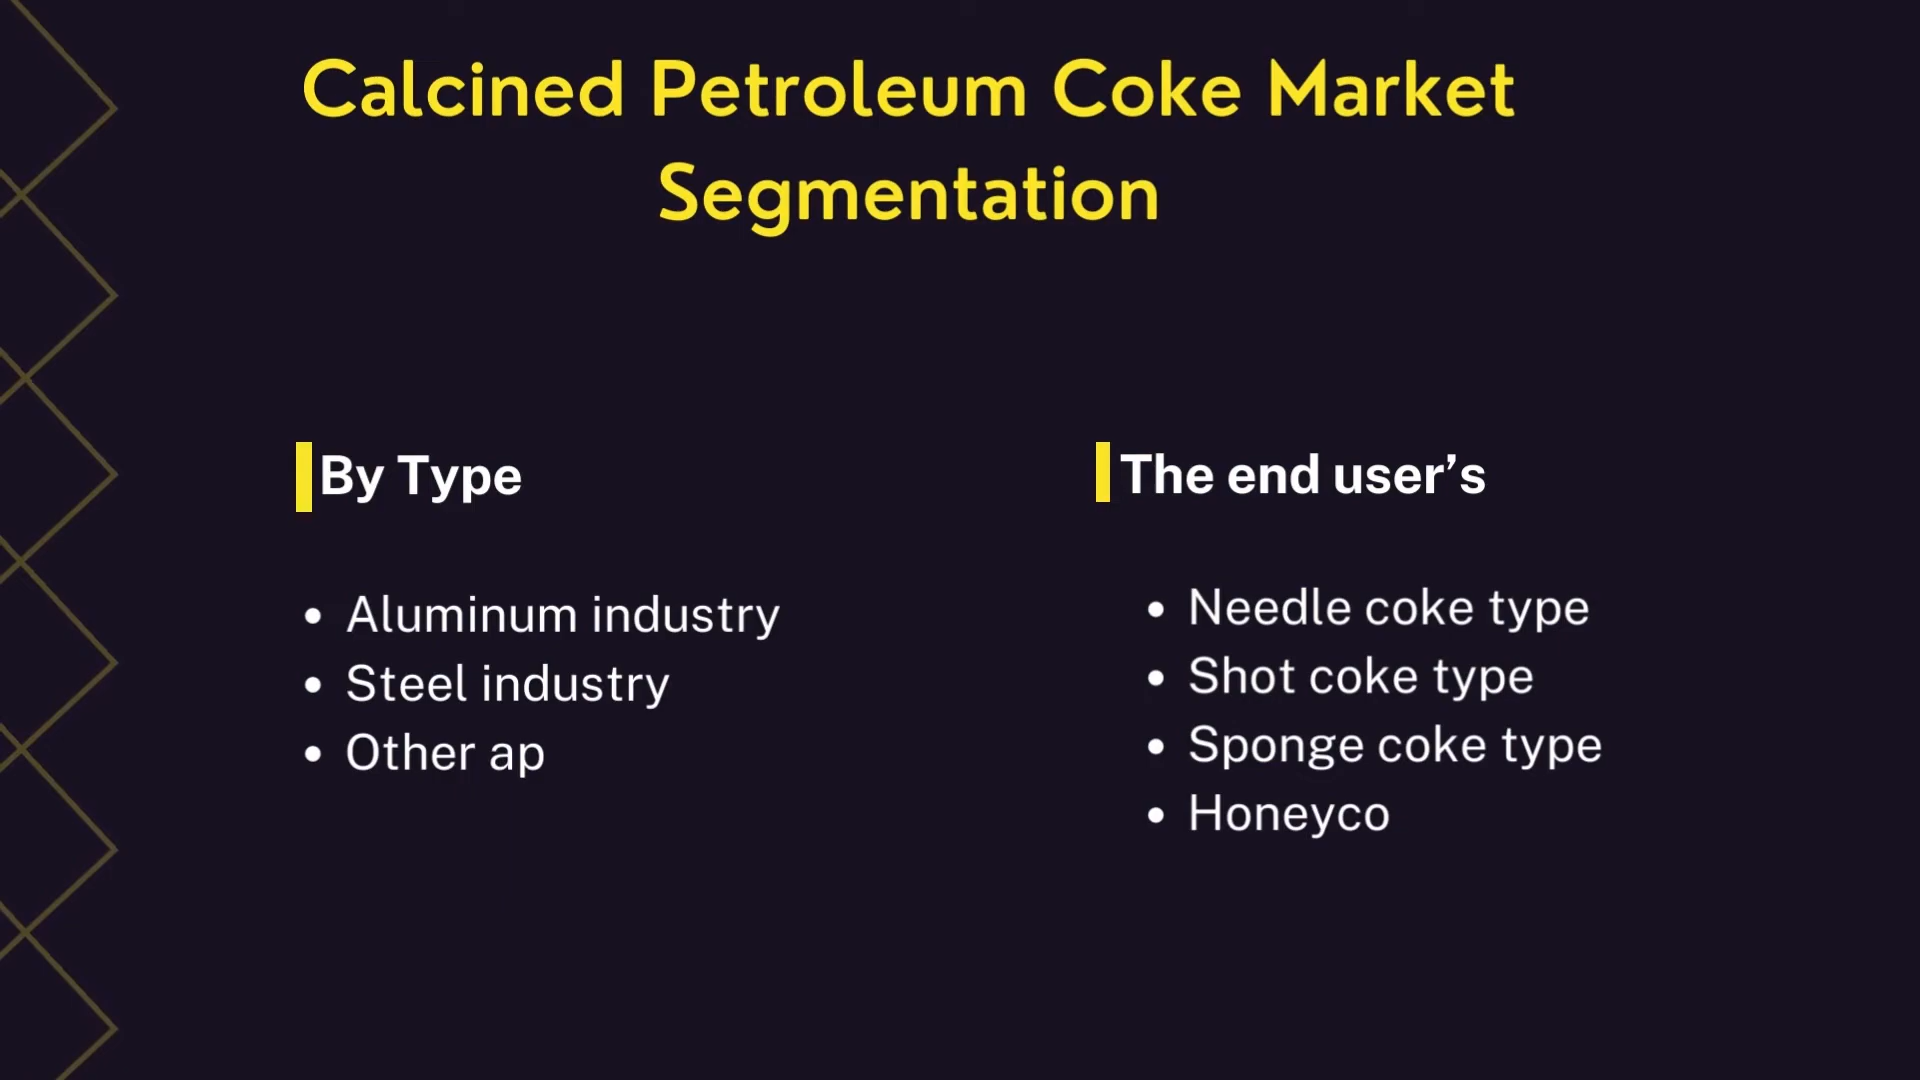 Calcined Petroleum Coke Market
Segmentation
By Type
• Aluminum industry
• Steel industry
• Other ap
The end user’s
• Needle coke type
• Shot coke type
• Sponge coke type
• Honeyco